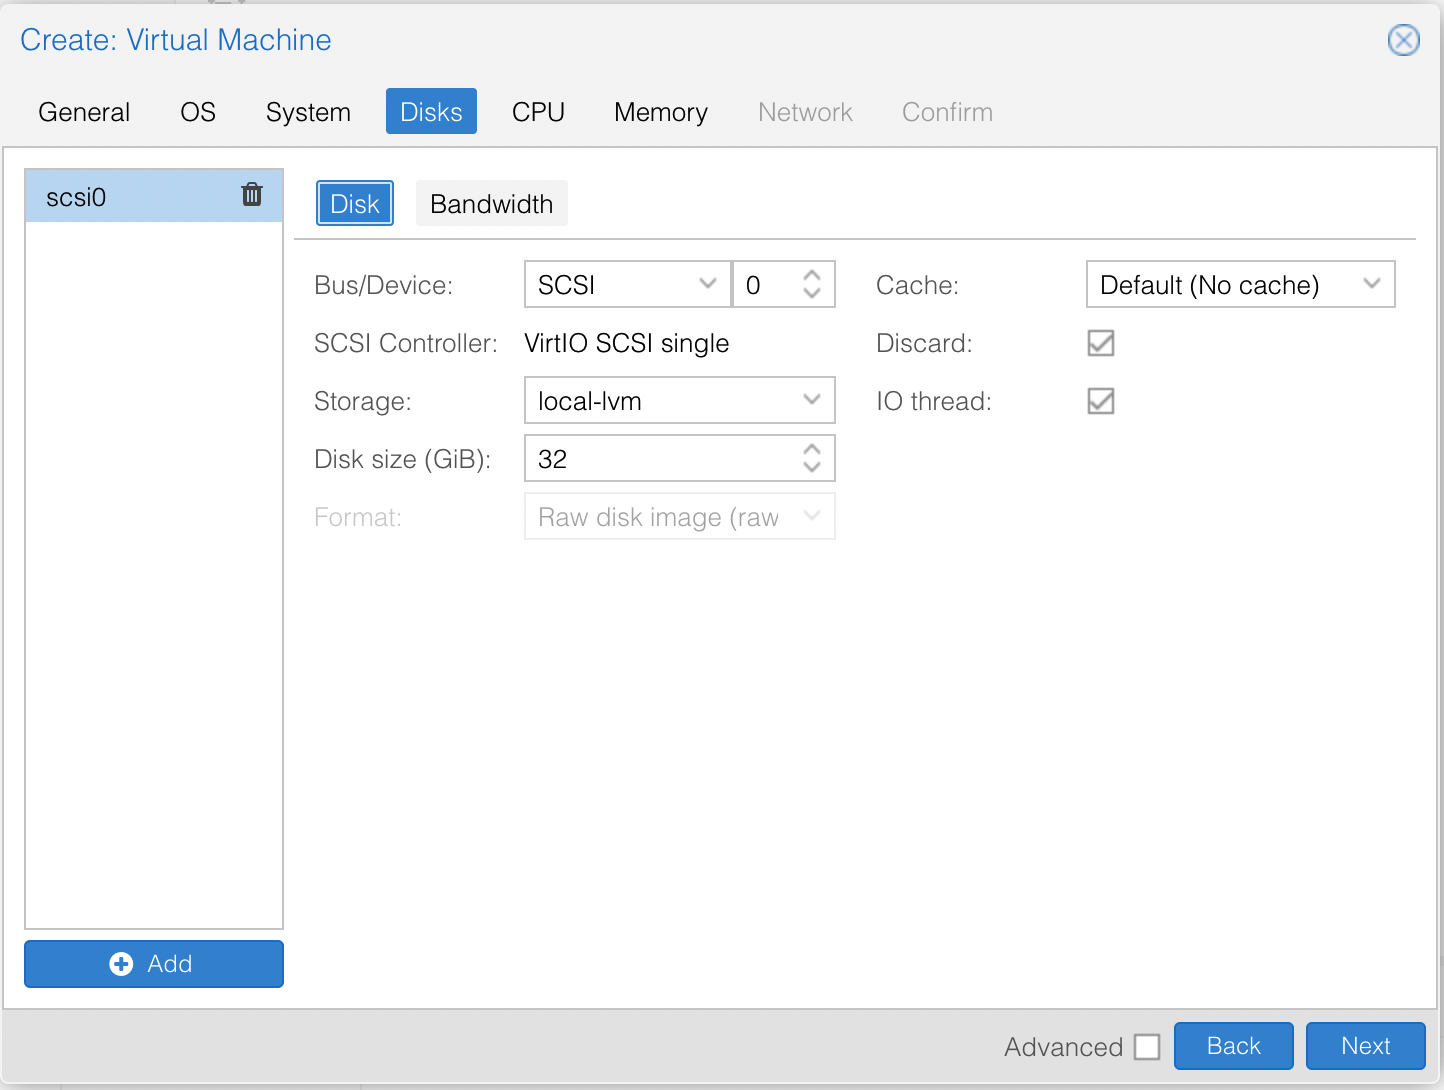 Create: Virtual Machine
General OS System Disks CPU Memory Network Confirm
scsi0
Disk Bandwidth
Bus/Device: SCSI 0 Cache: Default (No cache)
SCSI Controller: VirtIO SCSI single Discard:
Storage: local-lvm IO thread:
Disk size (GiB): 32
Format: Raw disk image (raw
Add
Advanced Back Next